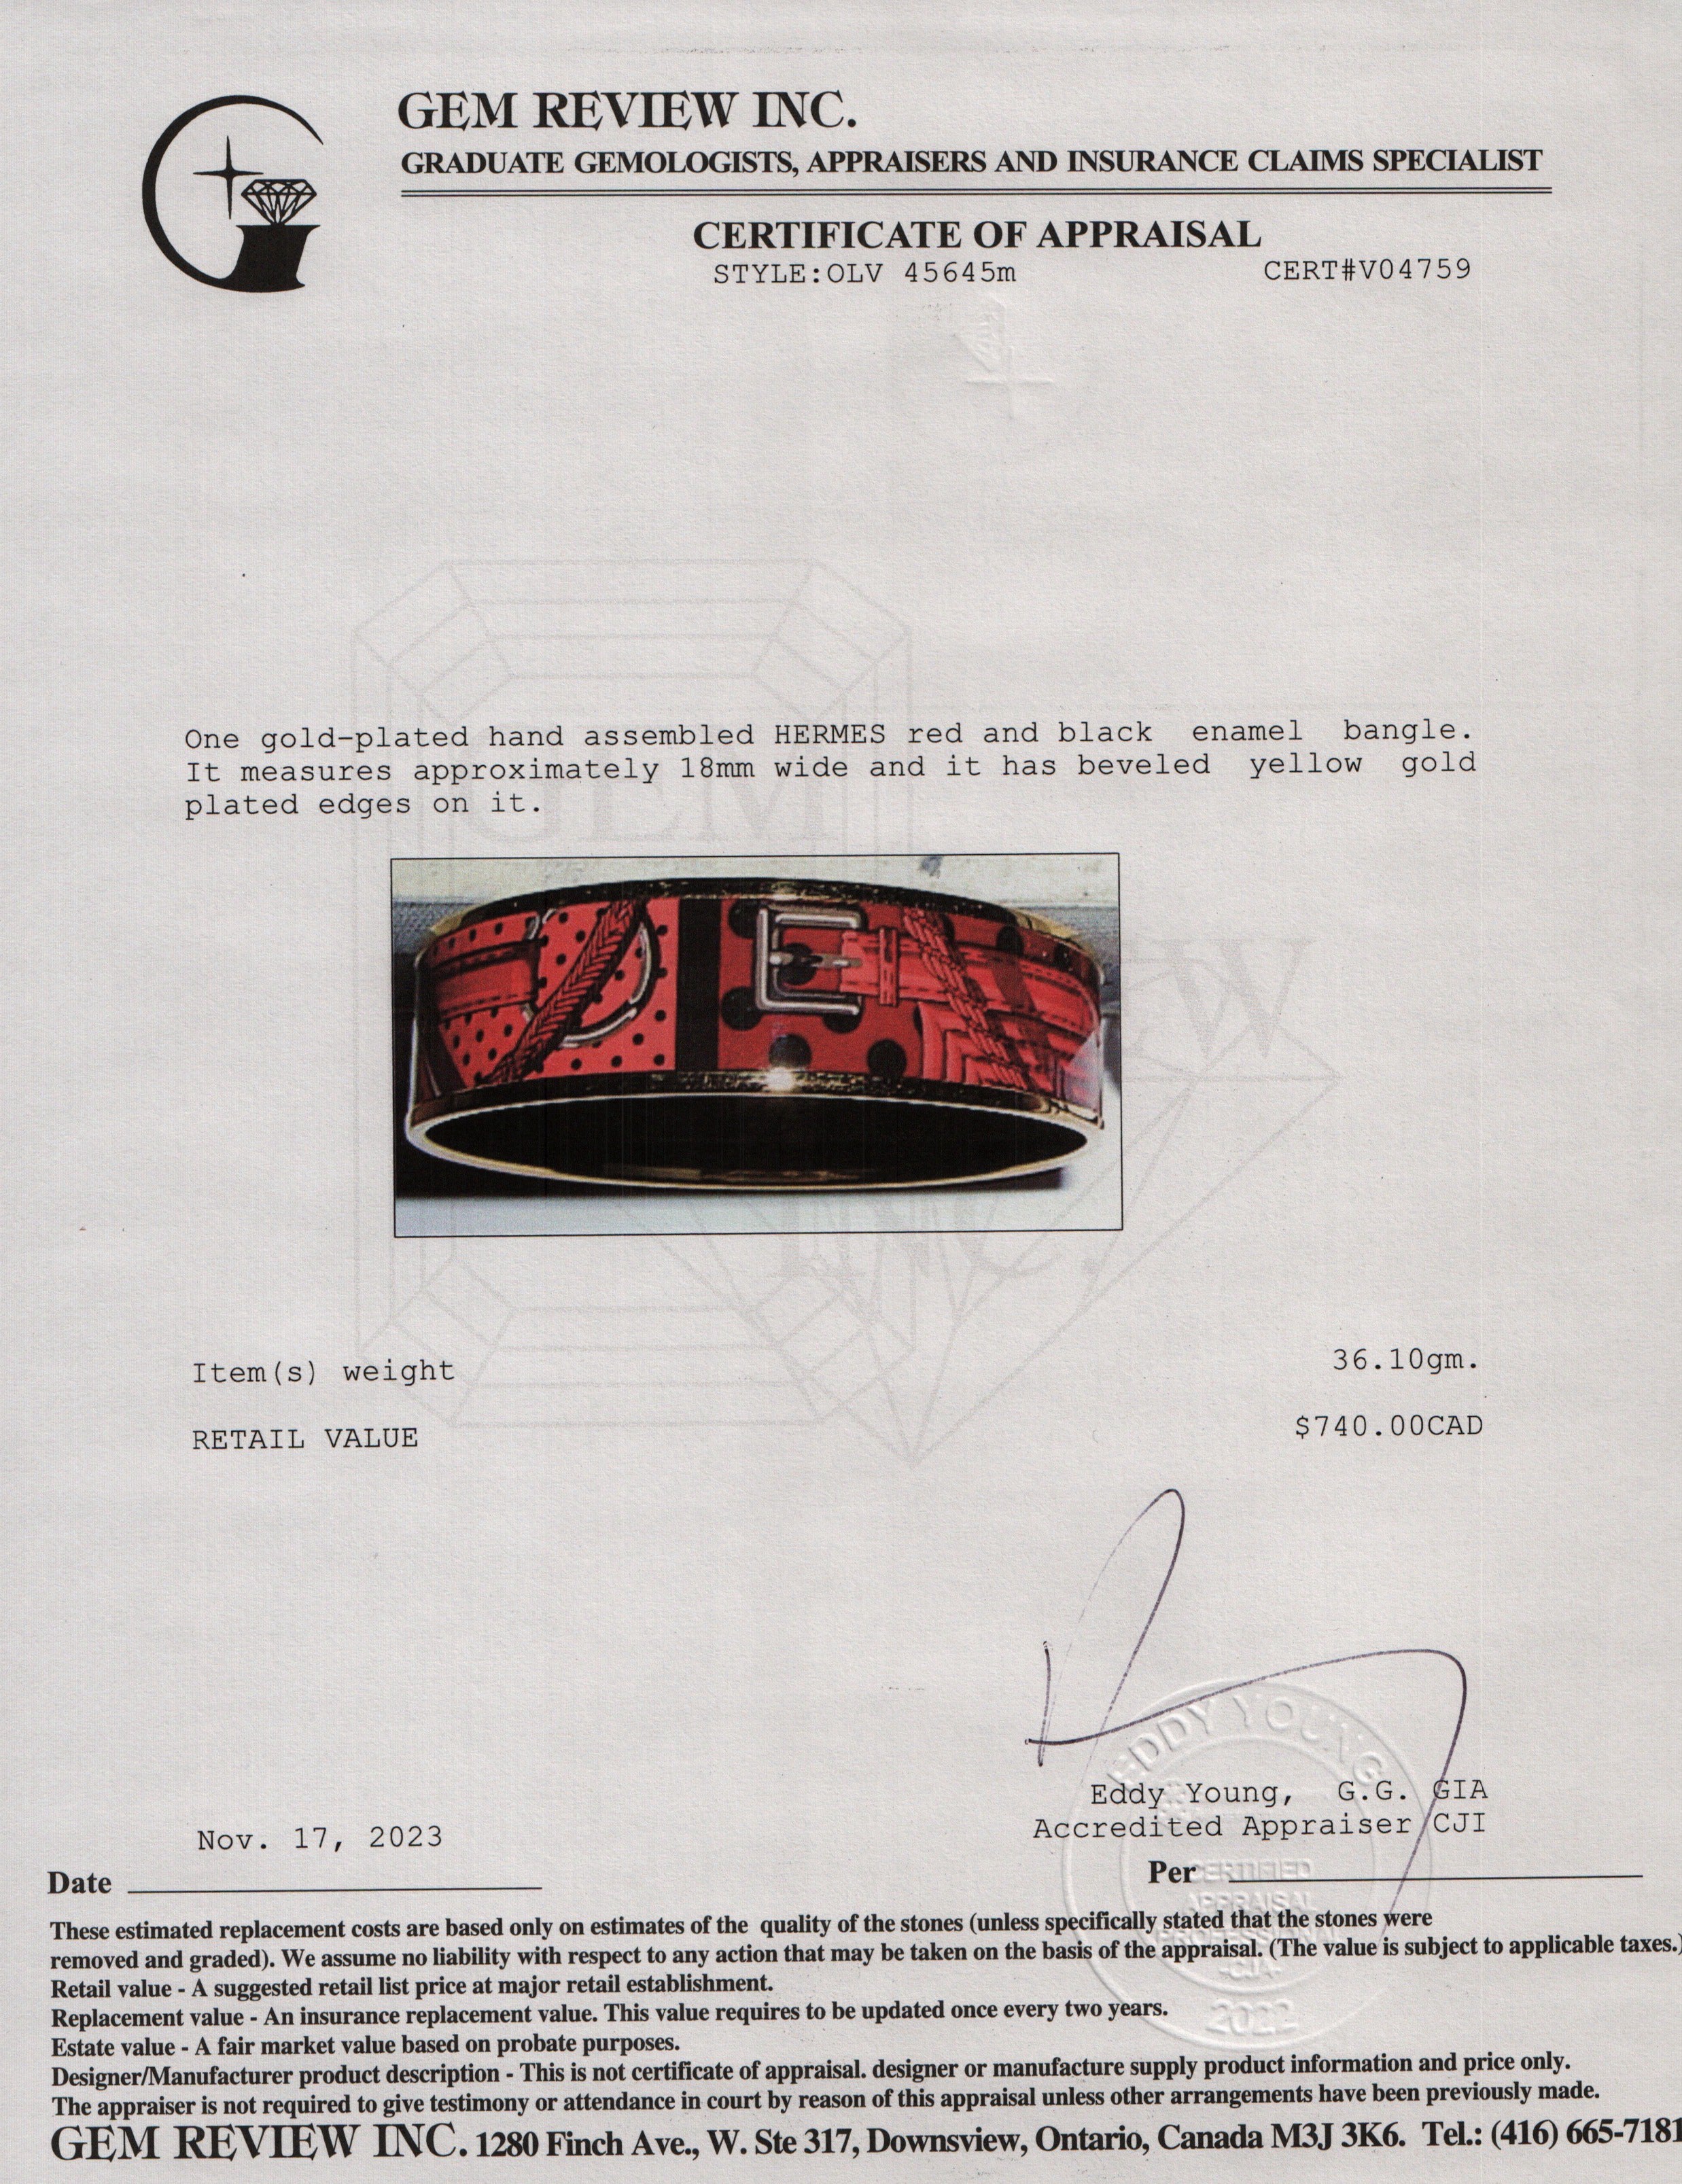 GEM REVIEW INC.
GRADUATE GEMOLOGISTS, APPRAISERS AND INSURANCE CLAIMS SPECIALIST
CERTIFICATE OF APPRAISAL
STYLE:OLV 45645m CERT#V04759
One gold-plated hand assembled HERMES red and black enamel bangle.
It measures approximately 18mm wide and it has beveled yellow gold
plated edges on it.
GEM
REVIEW
INC.
Item(s) weight 36.10gm.
RETAIL VALUE $740.00CAD
EDDY YOUNG
Eddy Young, G.G. GIA
Accredited Appraiser CJI
Nov. 17, 2023
Date
Per
CERTIFIED
APPRAISAL
PROFESSIONAL
-CJA-
2022
These estimated replacement costs are based only on estimates of the quality of the stones (unless specifically stated that the stones were
removed and graded). We assume no liability with respect to any action that may be taken on the basis of the appraisal. (The value is subject to applicable taxes.)
Retail value - A suggested retail list price at major retail establishment.
Replacement value - An insurance replacement value. This value requires to be updated once every two years.
Estate value - A fair market value based on probate purposes.
Designer/Manufacturer product description - This is not certificate of appraisal. designer or manufacture supply product information and price only.
The appraiser is not required to give testimony or attendance in court by reason of this appraisal unless other arrangements have been previously made.
GEM REVIEW INC. 1280 Finch Ave., W. Ste 317, Downsview, Ontario, Canada M3J 3K6. Tel.: (416) 665-7181